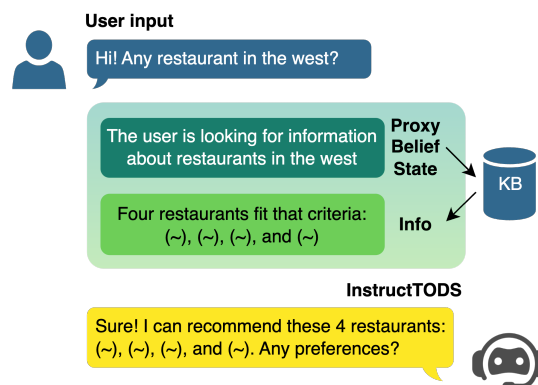 User input
Hi! Any restaurant in the west?
The user is looking for information
about restaurants in the west
Proxy
Belief
State
KB
Four restaurants fit that criteria:
(~), (~), (~), and (~)
Info
InstructTODS
Sure! I can recommend these 4 restaurants:
(~), (~), (~), and (~). Any preferences?